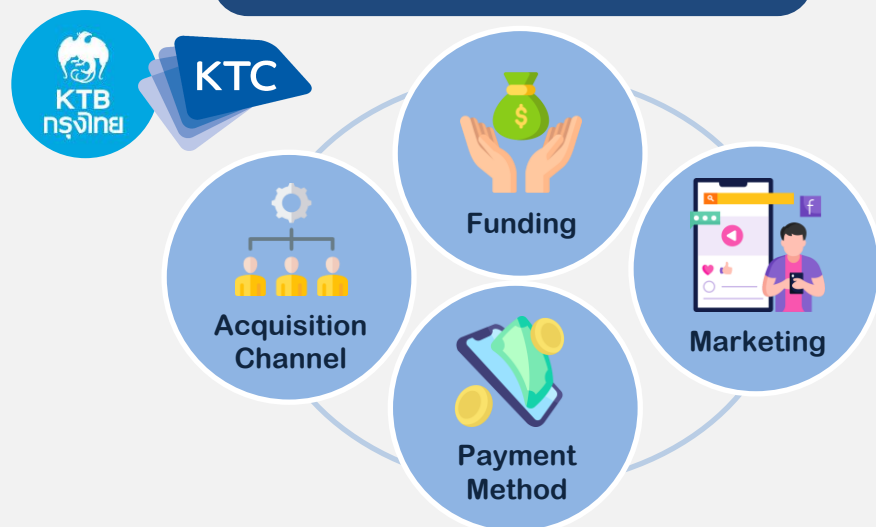 KTB
กรุงไทย
KTC
$
Funding
f
Acquisition
Channel
Marketing
Payment
Method